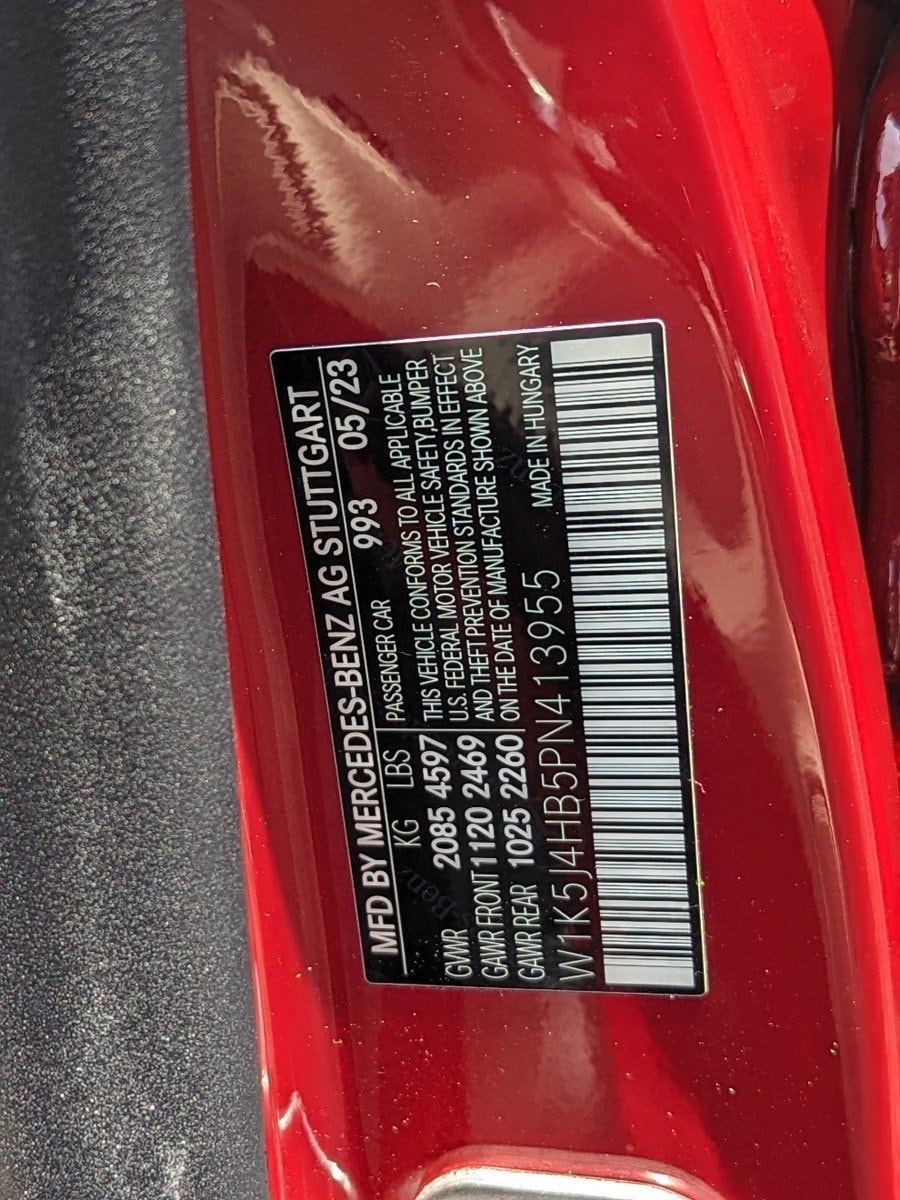 MFD BY MERCEDES-BENZ AG STUTTGART
KG LBS 993 05/23
GVWR 2085 4597
GAWR FRONT 1120 2469
GAWR REAR 1025 2260
PASSENGER CAR
THIS VEHICLE CONFORMS TO ALL APPLICABLE
U.S. FEDERAL MOTOR VEHICLE SAFETY, BUMPER
AND THEFT PREVENTION STANDARDS IN EFFECT
ON THE DATE OF MANUFACTURE SHOWN ABOVE
W1K5J4HB5PN413955 MADE IN HUNGARY